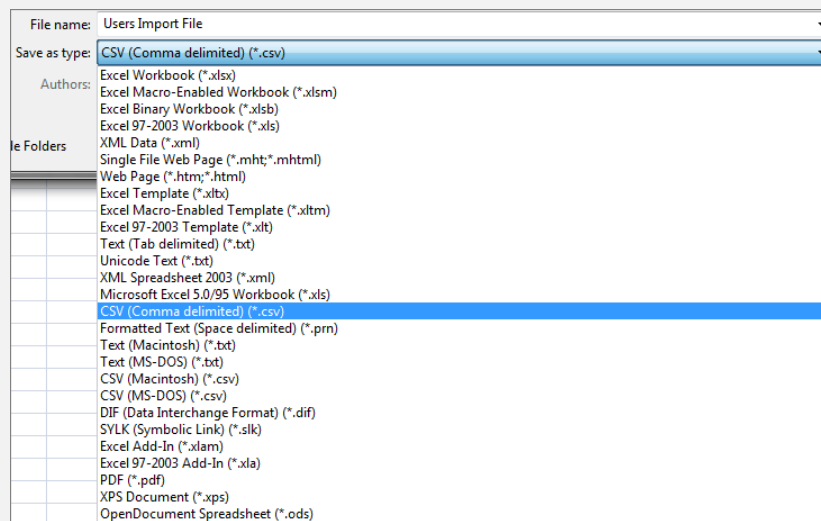 File name: Users Import File
Save as type: CSV (Comma delimited) (*.csv)
Authors:
Excel Workbook (*.xlsx)
Excel Macro-Enabled Workbook (*.xlsm)
Excel Binary Workbook (*.xlsb)
Excel 97-2003 Workbook (*.xls)
le Folders
XML Data (*.xml)
Single File Web Page (*.mht;*.mhtml)
Web Page (*.htm;*.html)
Excel Template (*.xltx)
Excel Macro-Enabled Template (*.xltm)
Excel 97-2003 Template (*.xlt)
Text (Tab delimited) (*.txt)
Unicode Text (*.txt)
XML Spreadsheet 2003 (*.xml)
Microsoft Excel 5.0/95 Workbook (*.xls)
CSV (Comma delimited) (*.csv)
Formatted Text (Space delimited) (*.prn)
Text (Macintosh) (*.txt)
Text (MS-DOS) (*.txt)
CSV (Macintosh) (*.csv)
CSV (MS-DOS) (*.csv)
DIF (Data Interchange Format) (*.dif)
SYLK (Symbolic Link) (*.slk)
Excel Add-In (*.xlam)
Excel 97-2003 Add-In (*.xla)
PDF (*.pdf)
XPS Document (*.xps)
OpenDocument Spreadsheet (*.ods)